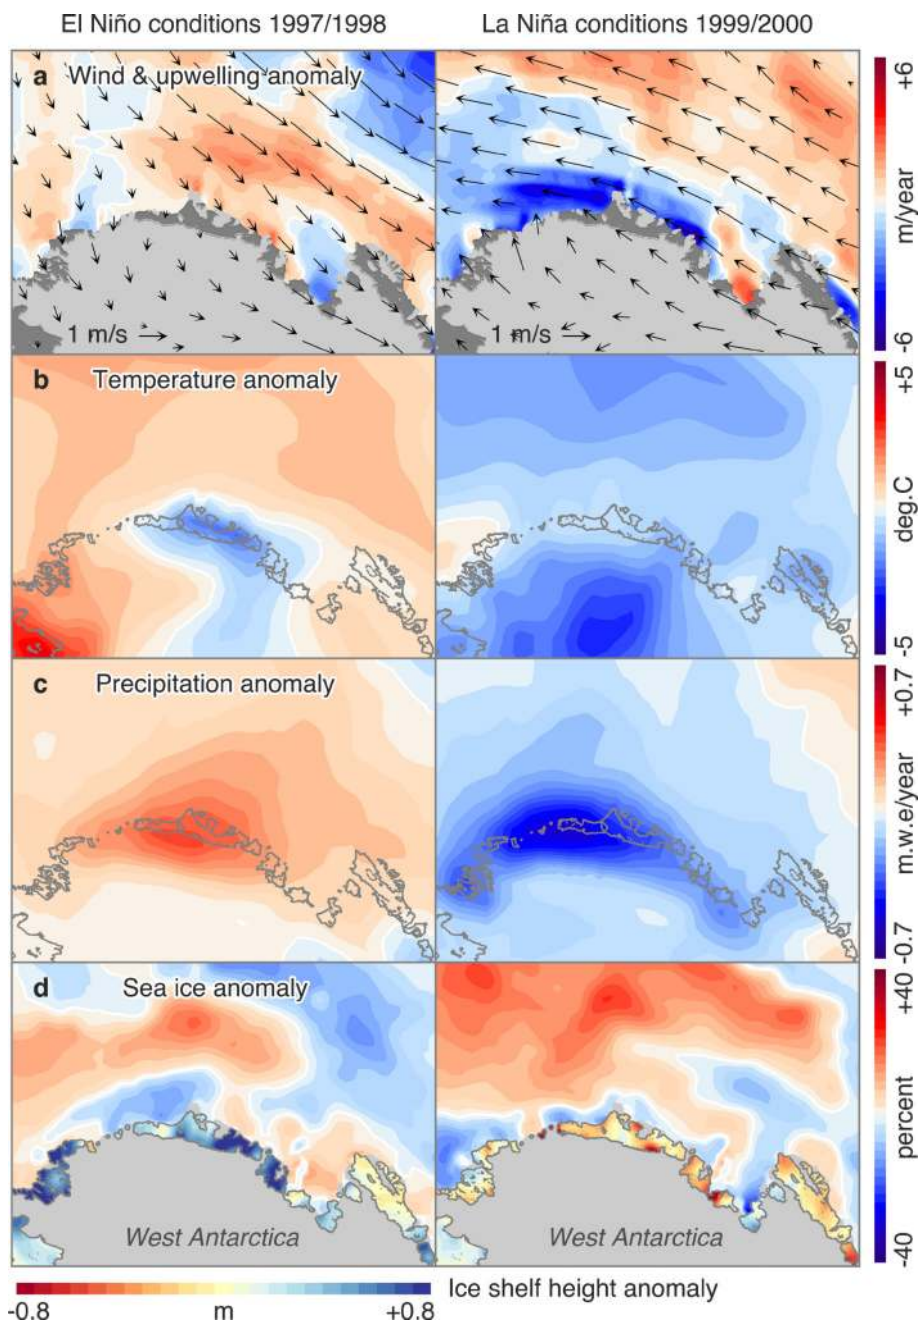 El Niño conditions 1997/1998
La Niña conditions 1999/2000
a Wind & upwelling anomaly
1 m/s
1 m/s
+6
m/year
-6
b Temperature anomaly
+5
deg.C
-5
c Precipitation anomaly
+0.7
m.w.e/year
-0.7
d Sea ice anomaly
West Antarctica
West Antarctica
+40
percent
-40
Ice shelf height anomaly
-0.8 m +0.8